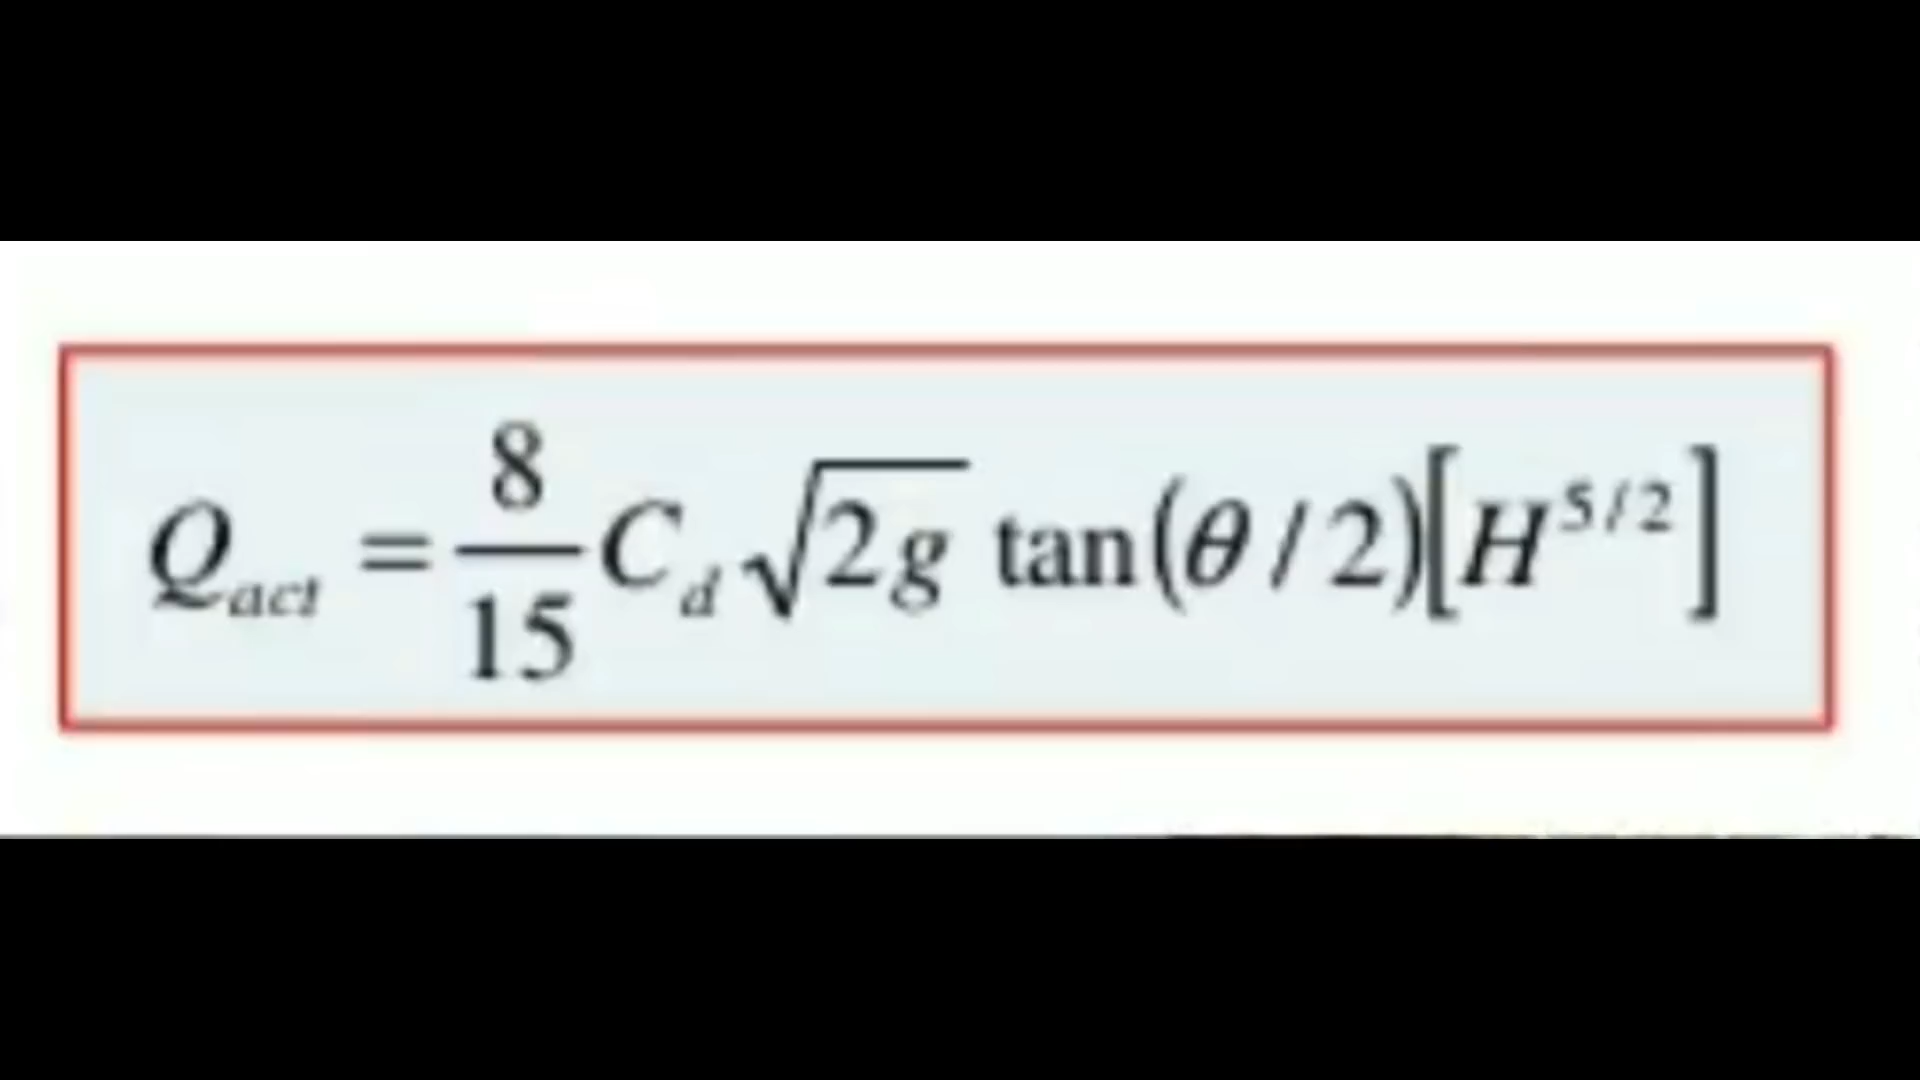 Q_act = 8/15 C_d √2g tan(θ/2)[H^5/2]